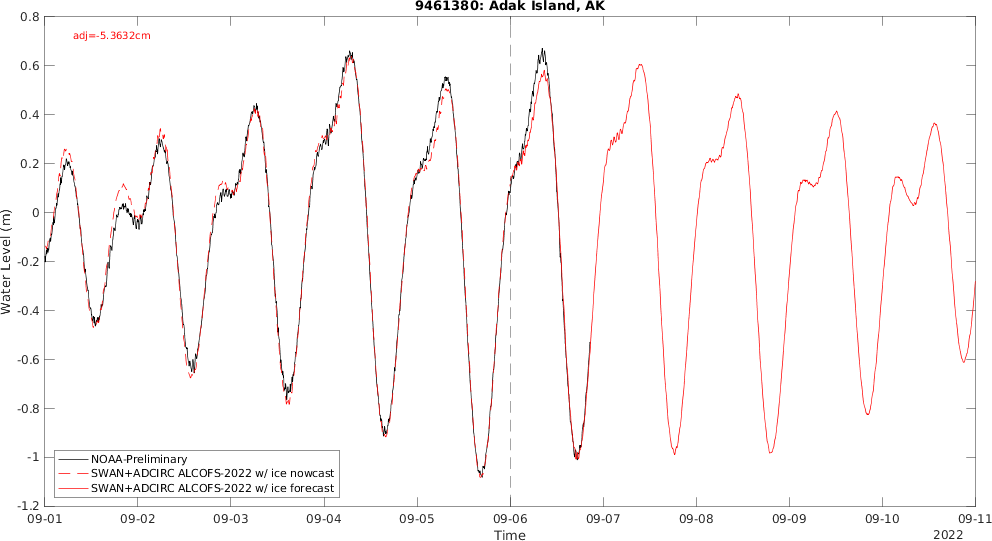 9461380: Adak Island, AK
adj=-5.3632cm
0.8
0.6
0.4
0.2
0
-0.2
-0.4
-0.6
-0.8
-1
-1.2
Water Level (m)
NOAA-Preliminary
SWAN+ADCIRC ALCOFS-2022 w/ ice nowcast
SWAN+ADCIRC ALCOFS-2022 w/ ice forecast
09-01 09-02 09-03 09-04 09-05 09-06 09-07 09-08 09-09 09-10 09-11
Time
2022